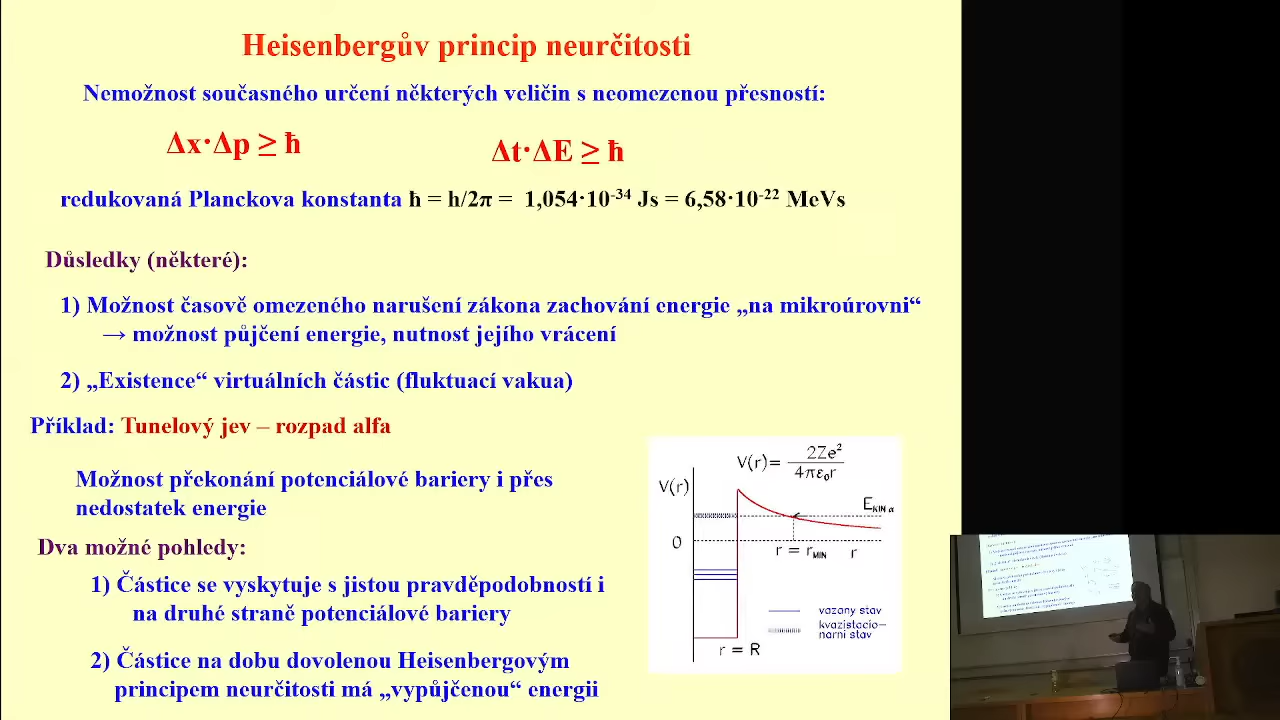 Heisenbergův princip neurčitosti
Nemožnost současného určení některých veličin s neomezenou přesností:
Δx·Δp ≥ ħ
Δt·ΔE ≥ ħ
redukovaná Planckova konstanta ħ = h/2π = 1,054·10⁻³⁴ Js = 6,58·10⁻²² MeVs
Důsledky (některé):
1) Možnost časově omezeného narušení zákona zachování energie „na mikroúrovni“
→ možnost půjčení energie, nutnost jejího vrácení
2) „Existence“ virtuálních částic (fluktuací vakua)
Příklad: Tunelový jev – rozpad alfa
Možnost překonání potenciálové bariery i přes
nedostatek energie
Dva možné pohledy:
1) Částice se vyskytuje s jistou pravděpodobností i
na druhé straně potenciálové bariery
2) Částice na dobu dovolenou Heisenbergovým
principem neurčitosti má „vypůjčenou“ energii
V(r) = 2Ze² / 4πε₀r
V(r)
E_KIN α
0
r = r_MIN
r
vazany stav
kvazistacio-
narni stav
r = R